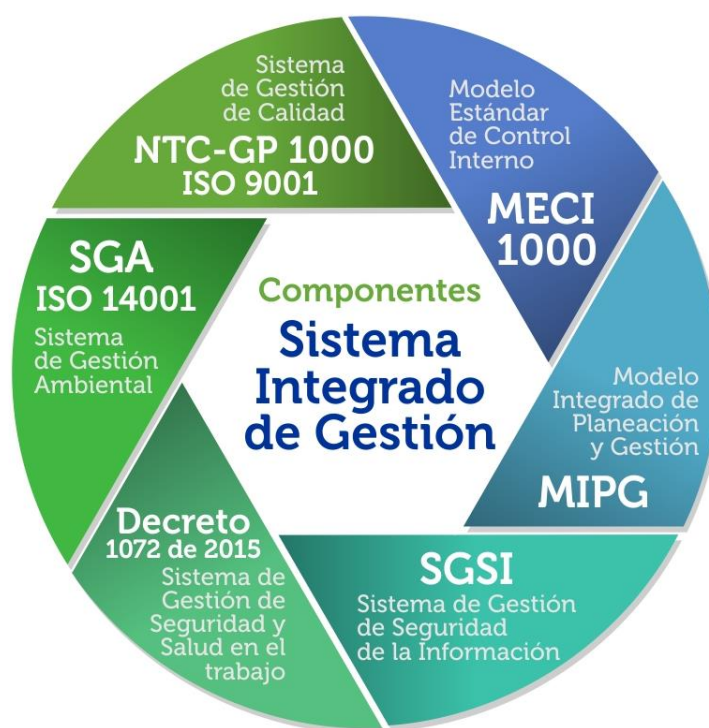 Sistema
de Gestión
de Calidad
NTC-GP 1000
ISO 9001
Modelo
Estándar
de Control
Interno
MECI
1000
Modelo
Integrado de
Planeación
y Gestión
MIPG
SGSI
Sistema de Gestión
de Seguridad
de la Información
Decreto
1072 de 2015
Sistema de
Gestión de
Seguridad y
Salud en el
trabajo
SGA
ISO 14001
Sistema
de Gestión
Ambiental
Componentes
Sistema
Integrado
de Gestión